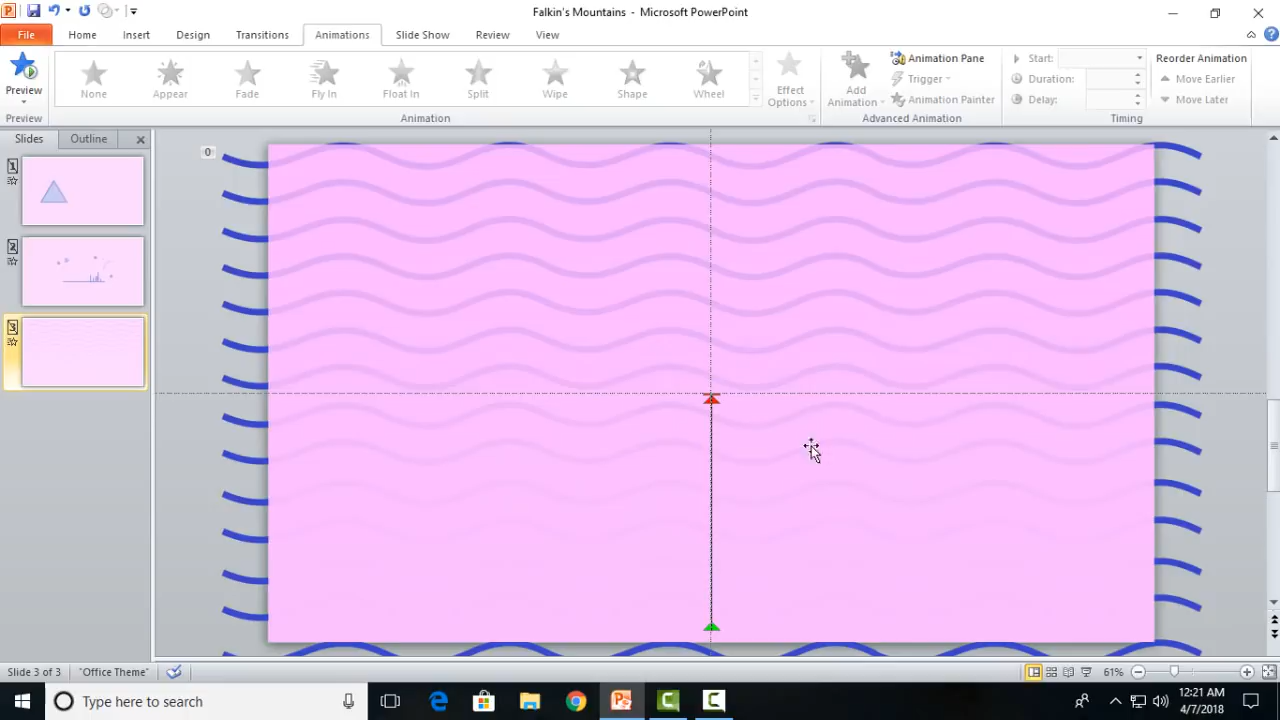 Falkin's Mountains - Microsoft PowerPoint
File Home Insert Design Transitions Animations Slide Show Review View
Preview
None Appear Fade Fly In Float In Split Wipe Shape Wheel
Effect Options
Add Animation
Animation Pane
Trigger
Animation Painter
Start:
Duration:
Delay:
Reorder Animation
Move Earlier
Move Later
Preview Animation Advanced Animation Timing
Slides Outline
1
2
3
0
Slide 3 of 3 "Office Theme" 61%
Type here to search
12:21 AM
4/7/2018